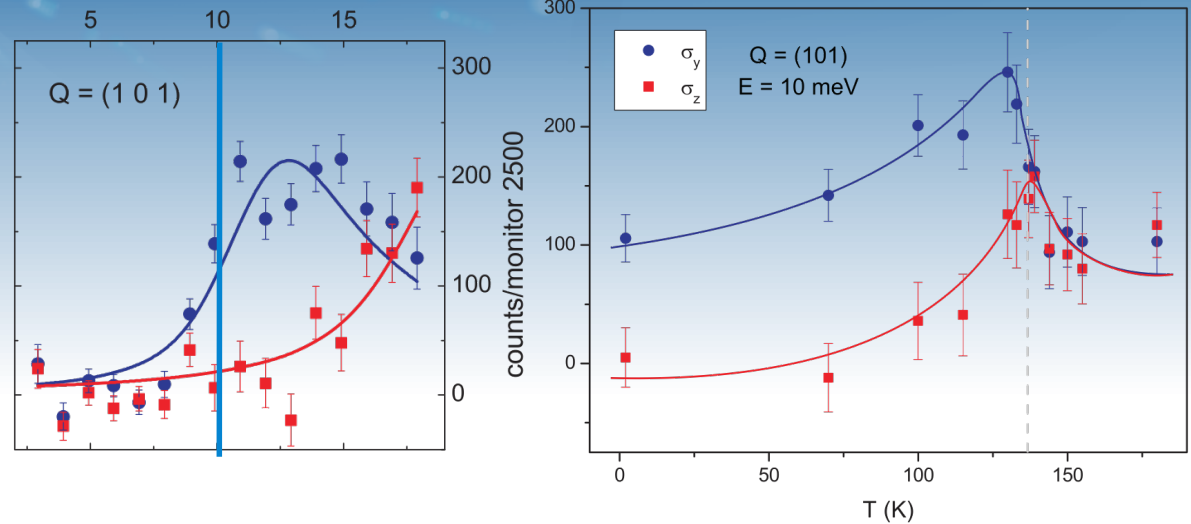 5 10 15
Q = (1 0 1)
300
200
100
0
counts/monitor 2500
300
200
100
0
σy
σz
Q = (101)
E = 10 meV
0 50 100 150
T (K)